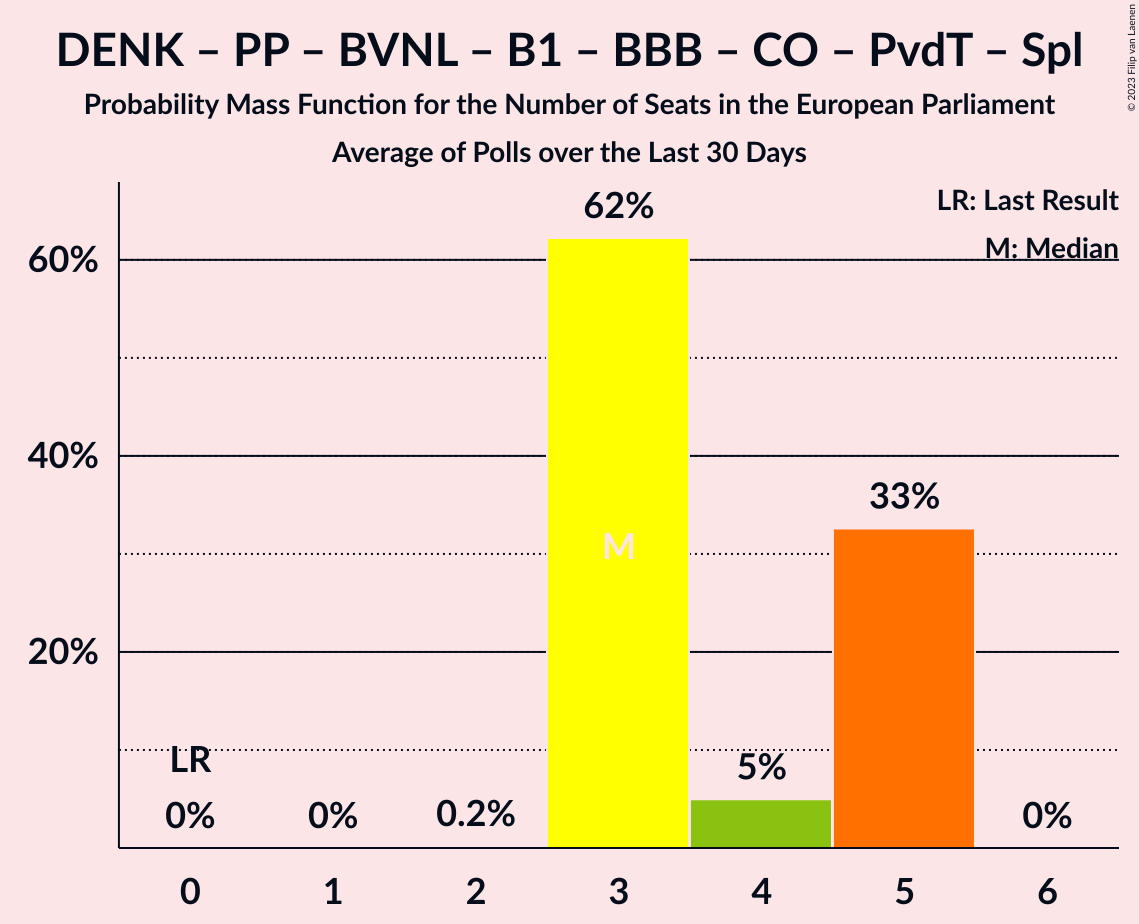 DENK – PP – BVNL – B1 – BBB – CO – PvdT – Spl
Probability Mass Function for the Number of Seats in the European Parliament
Average of Polls over the Last 30 Days
© 2023 Filip van Laenen
LR: Last Result
M: Median
62%
60%
40%
33%
M
20%
LR
5%
0% 0% 0.2% 0%
0 1 2 3 4 5 6